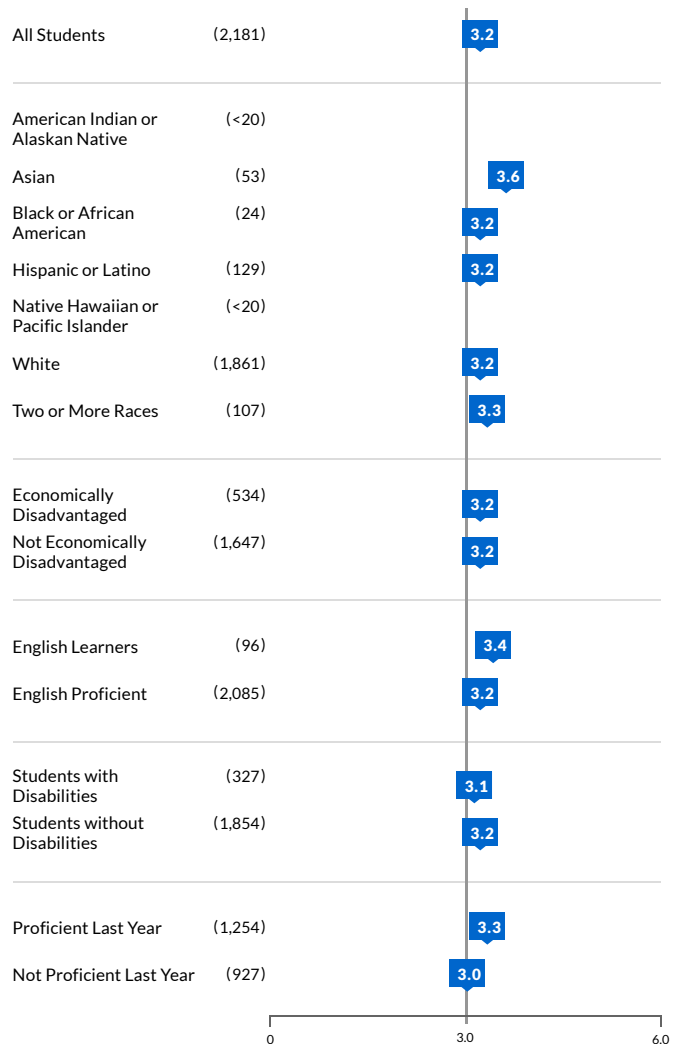 All Students (2,181) 3.2
American Indian or (<20)
Alaskan Native
Asian (53) 3.6
Black or African (24) 3.2
American
Hispanic or Latino (129) 3.2
Native Hawaiian or (<20)
Pacific Islander
White (1,861) 3.2
Two or More Races (107) 3.3
Economically (534) 3.2
Disadvantaged
Not Economically (1,647) 3.2
Disadvantaged
English Learners (96) 3.4
English Proficient (2,085) 3.2
Students with (327) 3.1
Disabilities
Students without (1,854) 3.2
Disabilities
Proficient Last Year (1,254) 3.3
Not Proficient Last Year (927) 3.0
0 3.0 6.0